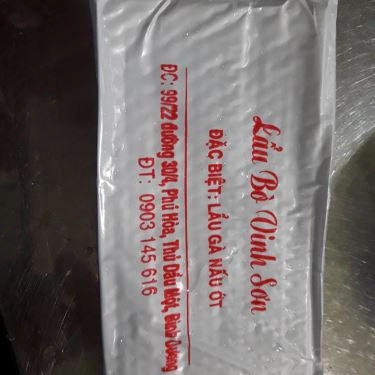 Lẩu Bò Vinh Sơn
ĐẶC BIỆT: LẨU GÀ NẤU ỚT
ĐC: 99/22 đường 30/4, Phú Hòa, Thủ Dầu Một, Bình Dương
ĐT: 0903 145 616